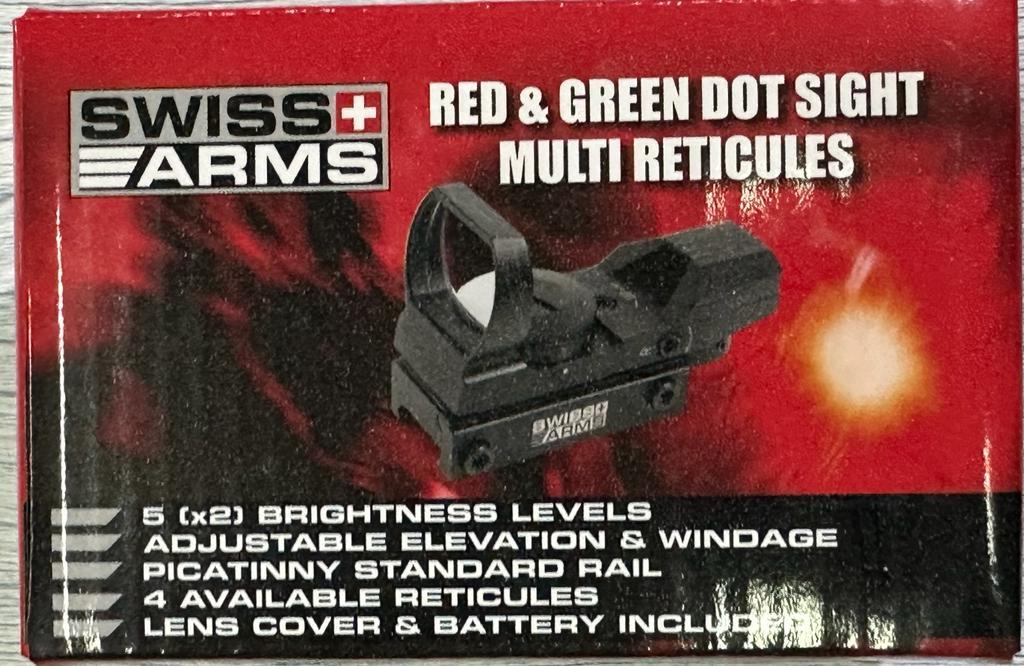 SWISS
ARMS
RED & GREEN DOT SIGHT
MULTI RETICULES
SWISS
ARMS
5 (x2) BRIGHTNESS LEVELS
ADJUSTABLE ELEVATION & WINDAGE
PICATINNY STANDARD RAIL
4 AVAILABLE RETICULES
LENS COVER & BATTERY INCLUDED